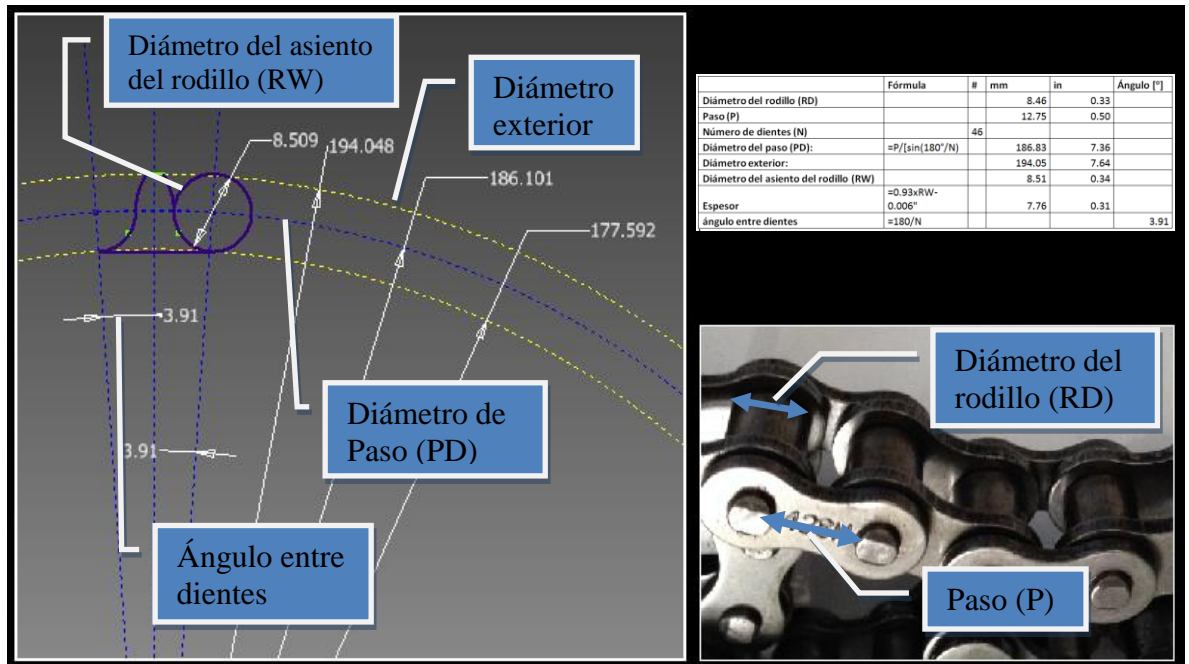 Diámetro del asiento
del rodillo (RW)
Diámetro
exterior
8.509
194.048
186.101
177.592
3.91
3.91
Diámetro de
Paso (PD)
Ángulo entre
dientes
Fórmula # mm in Ángulo [°]
Diámetro del rodillo (RD) 8.46 0.33
Paso (P) 12.75 0.50
Número de dientes (N) 46
Diámetro del paso (PD): =P/[sin(180°/N) 186.83 7.36
Diámetro exterior: 194.05 7.64
Diámetro del asiento del rodillo (RW) 8.51 0.34
=0.93xRW-
Espesor 0.006" 7.76 0.31
ángulo entre dientes =180/N 3.91
Diámetro del
rodillo (RD)
Paso (P)